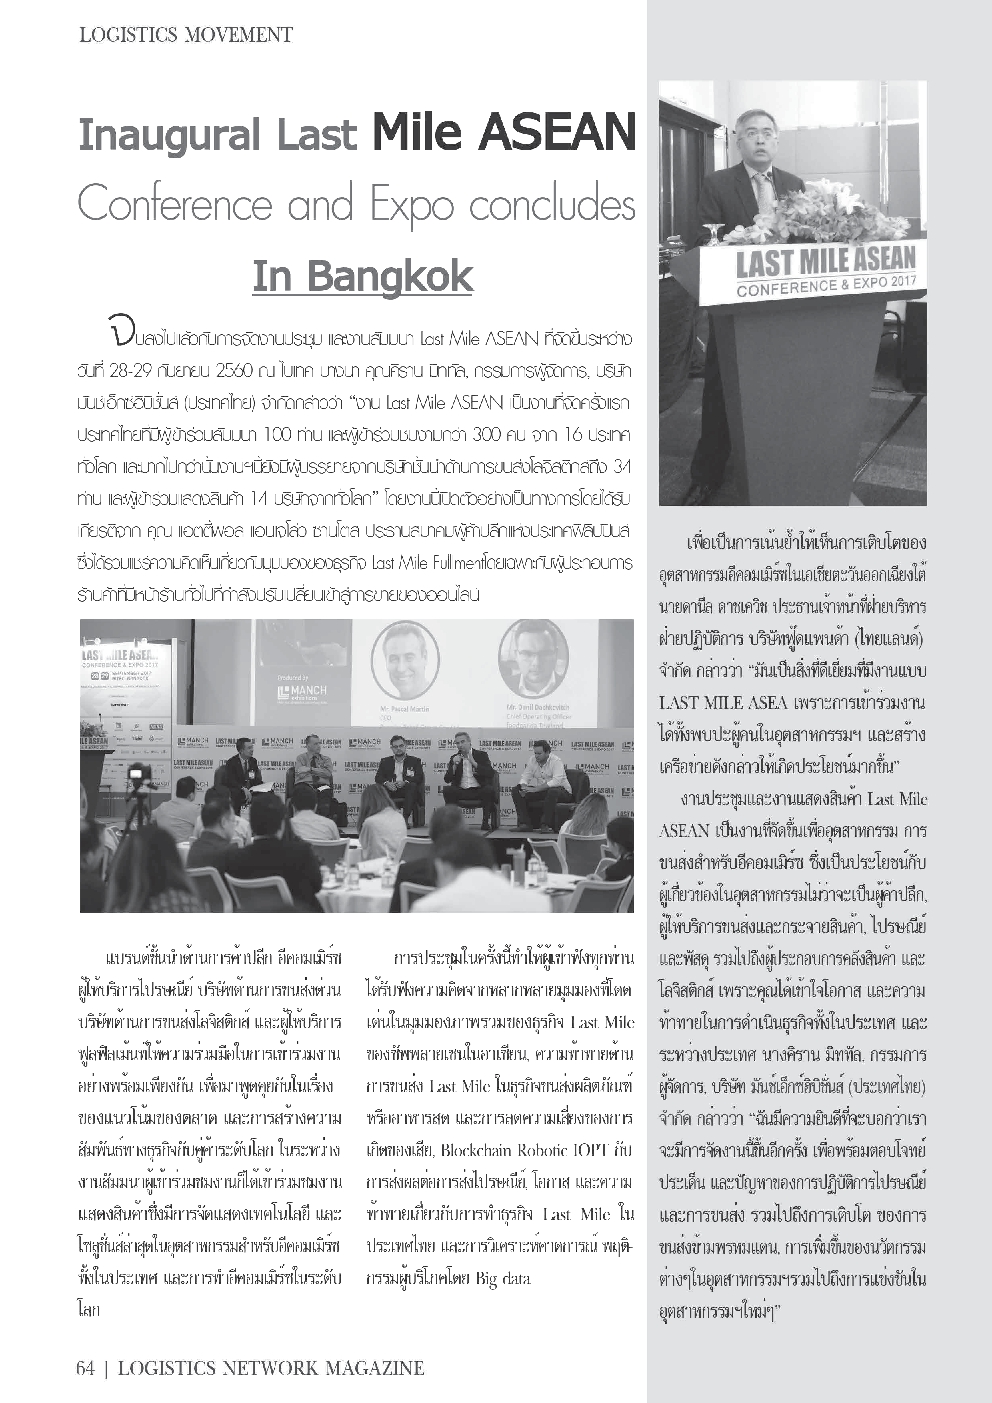 LOGISTICS MOVEMENT
Inaugural Last Mile ASEAN
Conference and Expo concludes
In Bangkok
จบลงไปแล้วกับการจัดงานประชุม และงานสัมมนา Last Mile ASEAN ที่จัดขึ้นระหว่าง
วันที่ 28-29 กันยายน 2560 ณ ไบเทค บางนา คุณคิราน มิททัล, กรรมการผู้จัดการ, บริษัท
มันช์เอ็กซ์ฮิบิชั่นส์ (ประเทศไทย) จำกัดกล่าวว่า “งาน Last Mile ASEAN เป็นงานที่จัดครั้งแรก
ประเทศไทยที่มีผู้เข้าร่วมสัมมนา 100 ท่าน และผู้เข้าร่วมชมงานกว่า 300 คน จาก 16 ประเทศ
ทั่วโลก และมากไปกว่านั้นงานฯนี้ยังมีผู้บรรยายจากบริษัทชั้นนำด้านการขนส่งโลจิสติกส์ถึง 34
ท่าน และผู้เข้าร่วมแสดงสินค้า 14 บริษัทจากทั่วโลก” โดยงานนี้เปิดตัวอย่างเป็นทางการโดยได้รับ
เกียรติจาก คุณ แอตตี้พอล แอนเจโล่ว ซานโตส ประธานสมาคมผู้ค้าปลีกแห่งประเทศฟิลิปปินส์
ซึ่งได้ร่วมแชร์ความคิดเห็นเกี่ยวกับมุมมองของธุรกิจ Last Mile Fullmentโดยเฉพาะกับผู้ประกอบการ
ร้านค้าที่มีหน้าร้านทั่วไปที่กำลังปรับเปลี่ยนเข้าสู่การขายของออนไลน์
LAST MILE ASEAN
CONFERENCE & EXPO 2017
Produced by
MANCH
Mr. Pascal Martin
Mr. Danil Dashkevich
Chief Operating Officer
แบรนด์ชั้นนำด้านการค้าปลีก อีคอมเมิร์ซ
ผู้ให้บริการไปรษณีย์ บริษัทด้านการขนส่งด่วน
บริษัทด้านการขนส่งโลจิสติกส์ และผู้ให้บริการ
ฟูลฟิลเม้นท์ให้ความร่วมมือในการเข้าร่วมงาน
อย่างพร้อมเพียงกัน เพื่อมาพูดคุยกันในเรื่อง
ของแนวโน้มของตลาด และการสร้างความ
สัมพันธ์ทางธุรกิจกับคู่ค้าระดับโลก ในระหว่าง
งานสัมมนาผู้เข้าร่วมชมงานก็ได้เข้าร่วมชมงาน
แสดงสินค้าซึ่งมีการจัดแสดงเทคโนโลยี และ
โซลูชั่นส์ล่าสุดในอุตสาหกรรมสำหรับอีคอมเมิร์ซ
ทั้งในประเทศ และการทำอีคอมเมิร์ซในระดับ
โลก
การประชุมในครั้งนี้ทำให้ผู้เข้าฟังทุกท่าน
ได้รับฟังความคิดจากหลากหลายมุมมองที่โดด
เด่นในมุมมองภาพรวมของธุรกิจ Last Mile
ของซัพพลายเชนในอาเซียน, ความท้าทายด้าน
การขนส่ง Last Mile ในธุรกิจขนส่งผลิตภัณฑ์
หรืออาหารสด และการลดความเสี่ยงของการ
เกิดของเสีย, Blockchain Robotic IOPT กับ
การส่งผลต่อการส่งไปรษณีย์, โอกาส และความ
ท้าทายเกี่ยวกับการทำธุรกิจ Last Mile ใน
ประเทศไทย และการวิเคราะห์คาดการณ์ พฤติ-
กรรมผู้บริโภคโดย Big data
LAST MILE ASEAN
CONFERENCE & EXPO 2017
เพื่อเป็นการเน้นย้ำให้เห็นการเติบโตของ
อุตสาหกรรมอีคอมเมิร์ซในเอเชียตะวันออกเฉียงใต้
นายดานีล ดาชเควิช ประธานเจ้าหน้าที่ฝ่ายบริหาร
ฝ่ายปฏิบัติการ บริษัทฟู้ดแพนด้า (ไทยแลนด์)
จำกัด กล่าวว่า “มันเป็นสิ่งที่ดีเยี่ยมที่มีงานแบบ
LAST MILE ASEA เพราะการเข้าร่วมงาน
ได้ทั้งพบปะผู้คนในอุตสาหกรรมฯ และสร้าง
เครือข่ายดังกล่าวให้เกิดประโยชน์มากขึ้น”
งานประชุมและงานแสดงสินค้า Last Mile
ASEAN เป็นงานที่จัดขึ้นเพื่ออุตสาหกรรม การ
ขนส่งสำหรับอีคอมเมิร์ซ ซึ่งเป็นประโยชน์กับ
ผู้เกี่ยวข้องในอุตสาหกรรมไม่ว่าจะเป็นผู้ค้าปลีก,
ผู้ให้บริการขนส่งและกระจายสินค้า, ไปรษณีย์
และพัสดุ รวมไปถึงผู้ประกอบการคลังสินค้า และ
โลจิสติกส์ เพราะคุณได้เข้าใจโอกาส และความ
ท้าทายในการดำเนินธุรกิจทั้งในประเทศ และ
ระหว่างประเทศ นางคิราน มิททัล, กรรมการ
ผู้จัดการ, บริษัท มันช์เอ็กซ์ฮิบิชั่นส์ (ประเทศไทย)
จำกัด กล่าวว่า “ฉันมีความยินดีที่จะบอกว่าเรา
จะมีการจัดงานนี้ขึ้นอีกครั้ง เพื่อพร้อมตอบโจทย์
ประเด็น และปัญหาของการปฏิบัติการไปรษณีย์
และการขนส่ง รวมไปถึงการเติบโต ของการ
ขนส่งข้ามพรหมแดน, การเพิ่มขึ้นของนวัตกรรม
ต่างๆในอุตสาหกรรมฯรวมไปถึงการแข่งขันใน
อุตสาหกรรมฯใหม่ๆ”
64 | LOGISTICS NETWORK MAGAZINE